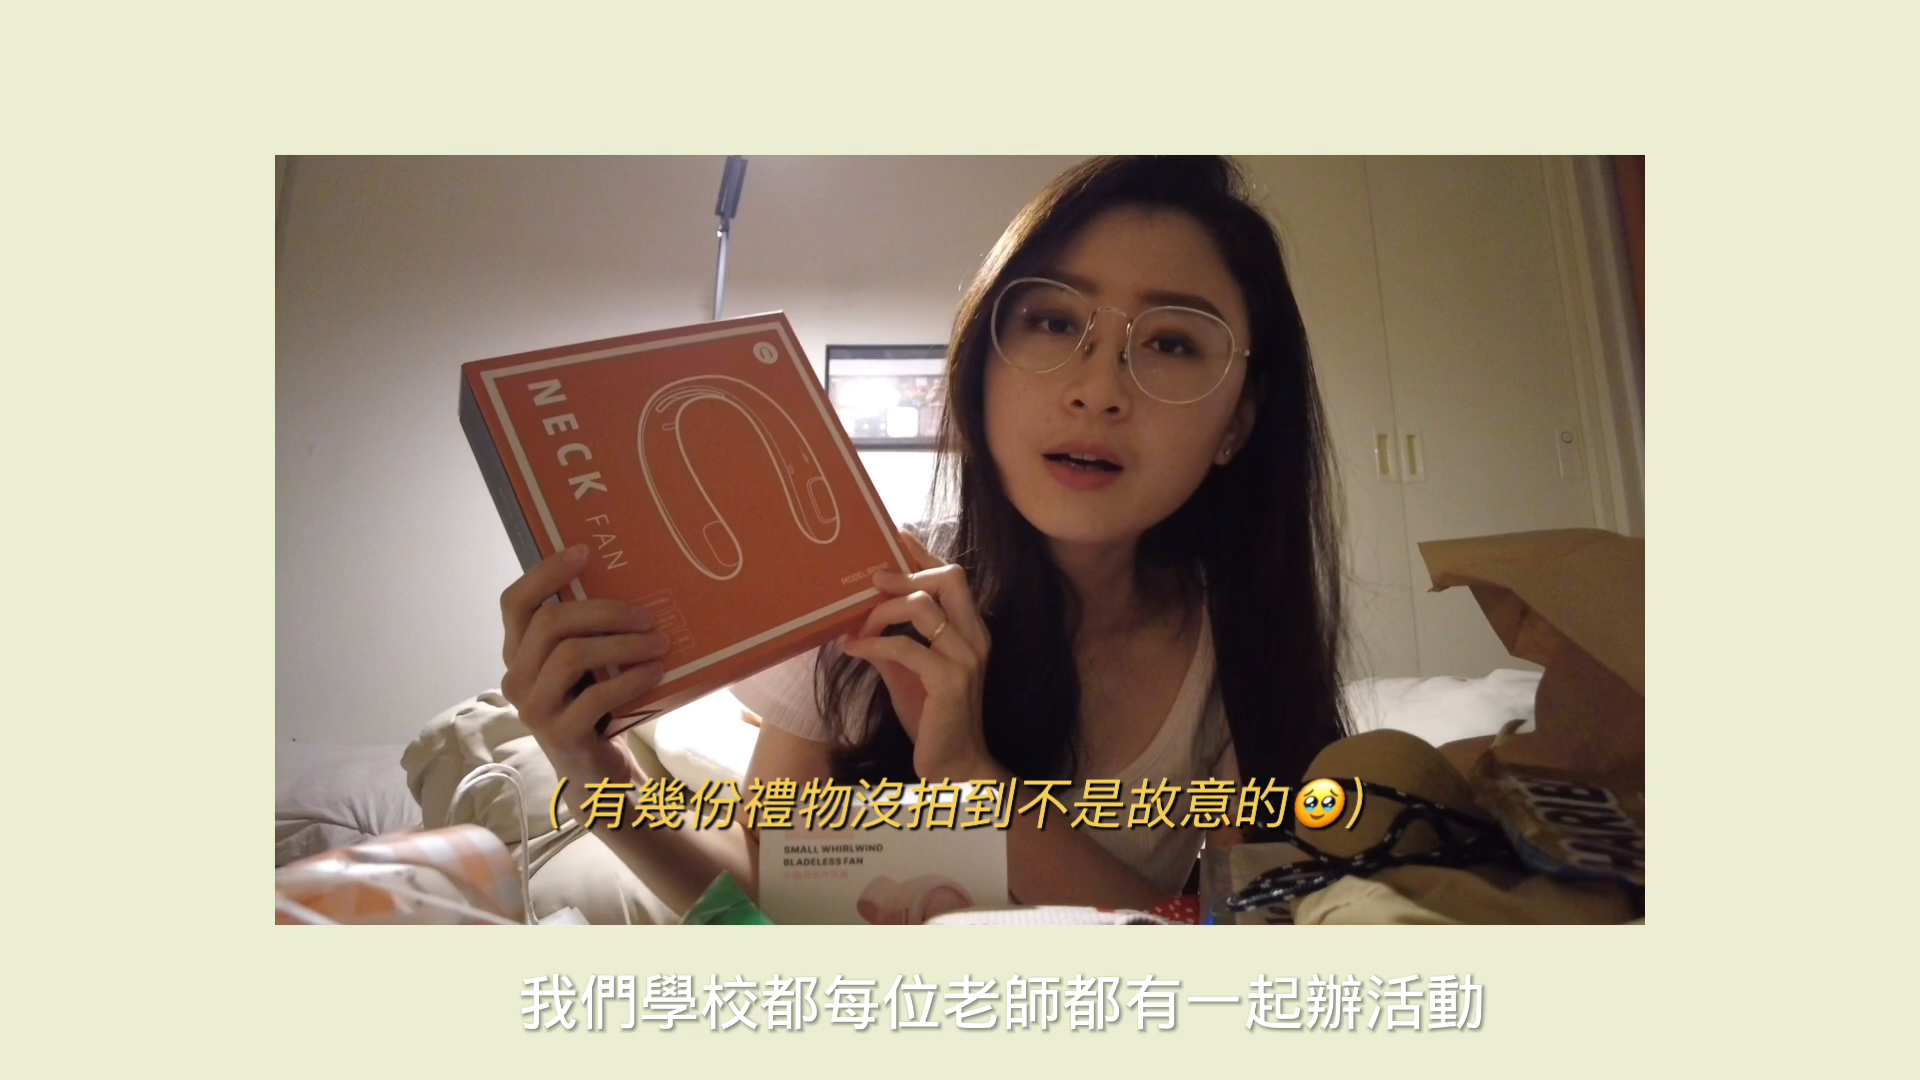 NECK FAN
（有幾份禮物沒拍到不是故意的🥹）
SMALL WHIRLWIND
BLADELESS FAN
我們學校都每位老師都有一起辦活動